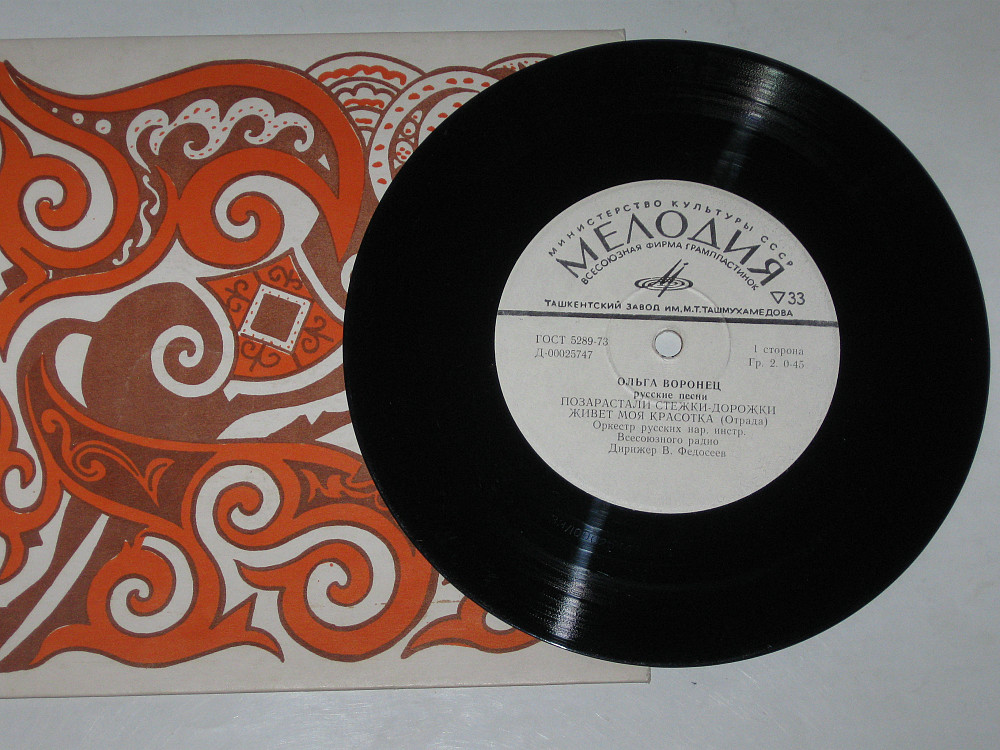 МИНИСТЕРСТВО КУЛЬТУРЫ СССР
МЕЛОДИЯ
ВСЕСОЮЗНАЯ ФИРМА ГРАМПЛАСТИНОК
▽33
ТАШКЕНТСКИЙ ЗАВОД ИМ. М.Т. ТАШМУХАМЕДОВА
ГОСТ 5289-73
Д-00025747
1 сторона
Гр. 2. 0-45
ОЛЬГА ВОРОНЕЦ
русские песни
ПОЗАРАСТАЛИ СТЕЖКИ-ДОРОЖКИ
ЖИВЕТ МОЯ КРАСОТКА (Отрада)
Оркестр русских нар. инстр.
Всесоюзного радио
Дирижер В. Федосеев